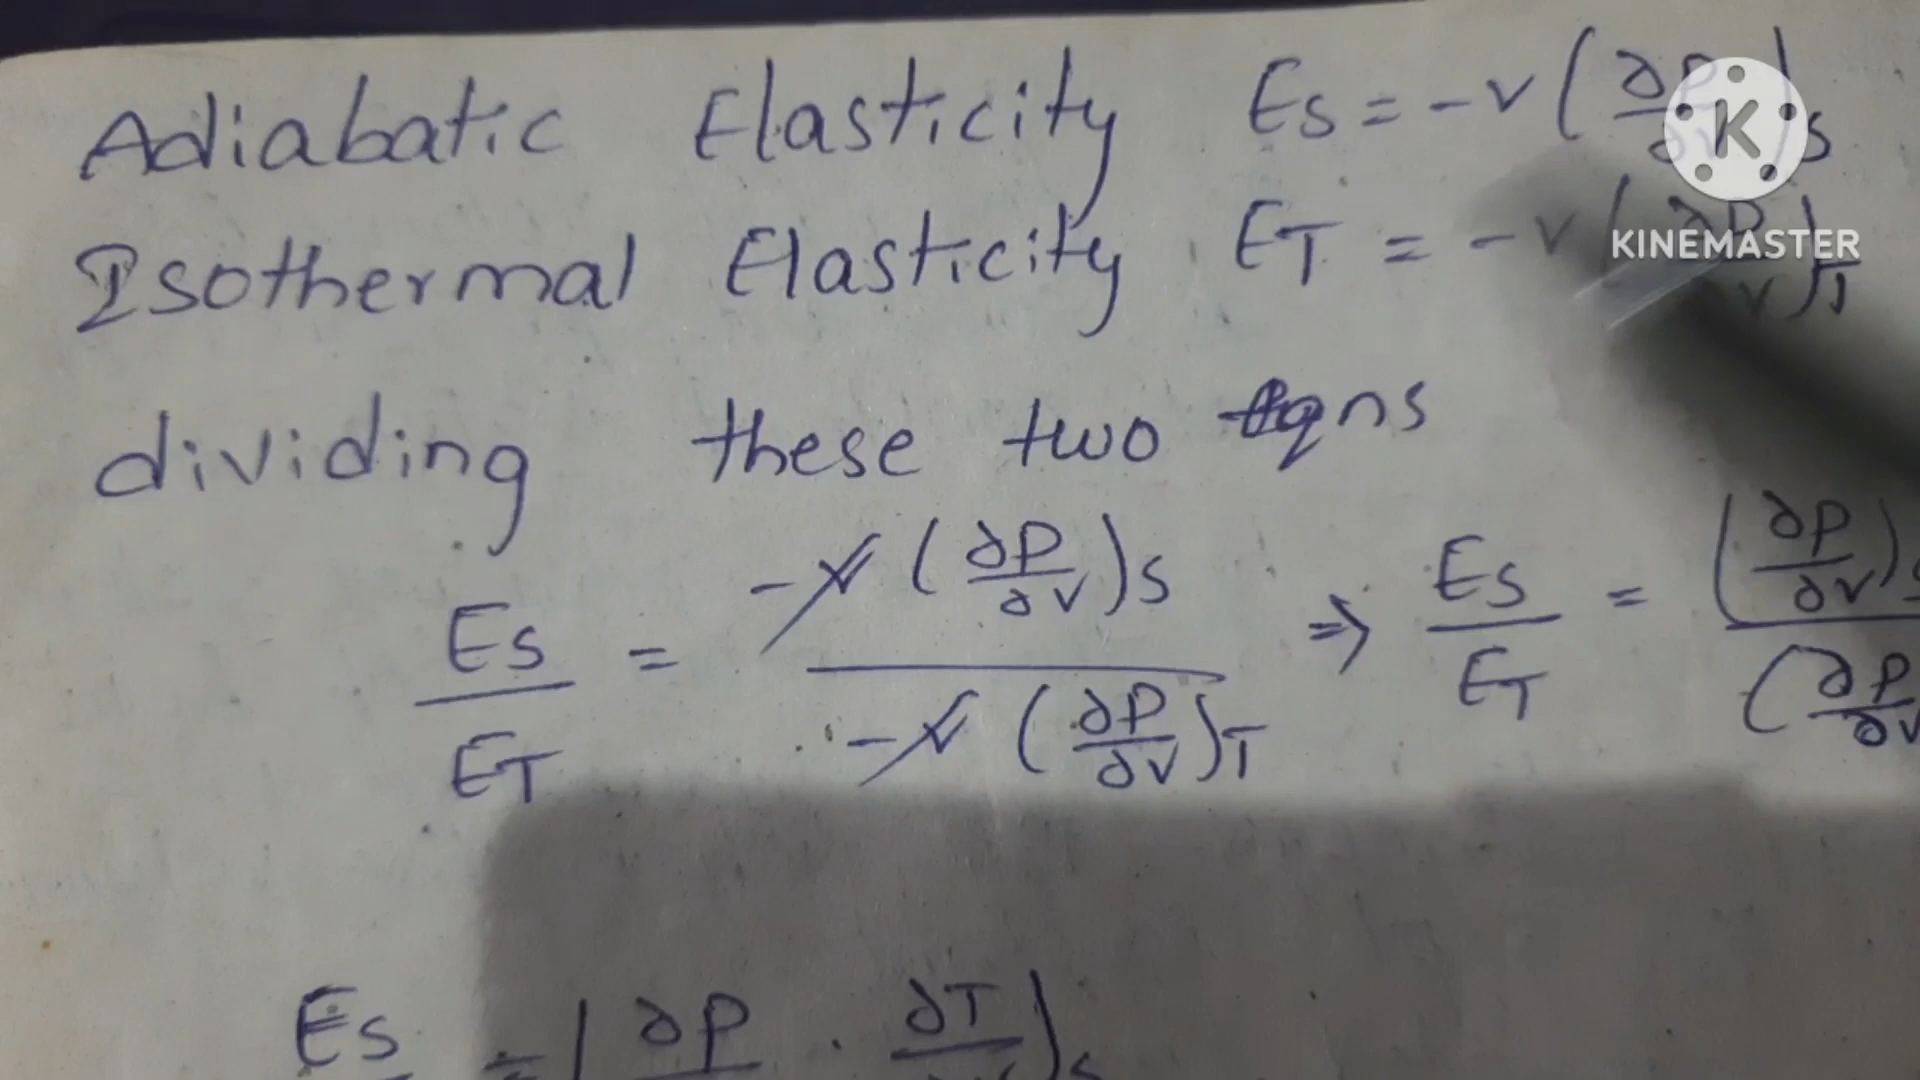 Adiabatic Elasticity Es = -v (∂P/∂V)s
Isothermal Elasticity ET = -v (∂P/∂V)T
K
KINEMASTER
dividing these two eqns
Es/ET = -v (∂P/∂V)s / -v (∂P/∂V)T ⇒ Es/ET = (∂P/∂V)s / (∂P/∂V
Es = (∂P · ∂T)s